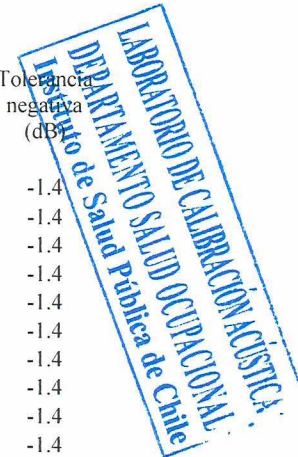 Tolerancia
negativa
(dB)
-1.4
-1.4
-1.4
-1.4
-1.4
-1.4
-1.4
-1.4
-1.4
-1.4
LABORATORIO DE CALIBRACIÓN ACÚSTICA
DEPARTAMENTO SALUD OCUPACIONAL
Instituto de Salud Pública de Chile